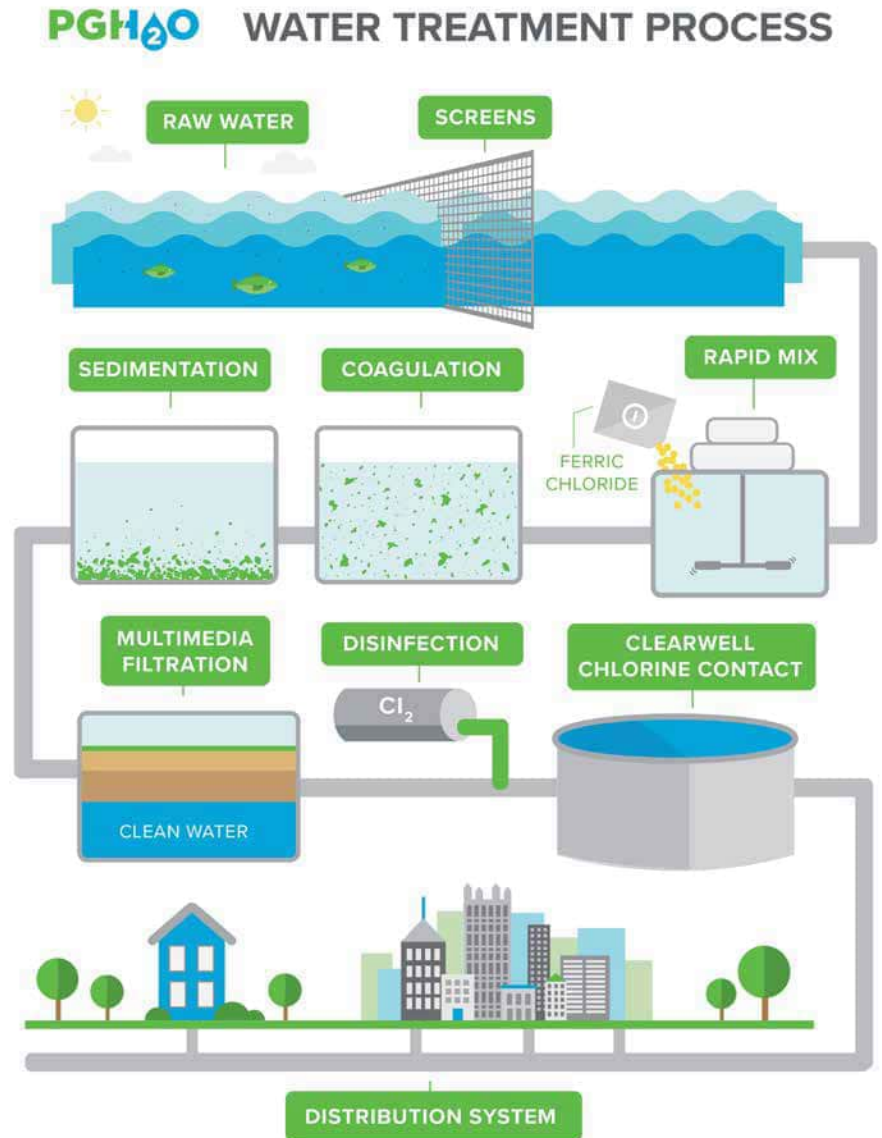 PGH2O WATER TREATMENT PROCESS
RAW WATER
SCREENS
SEDIMENTATION
COAGULATION
RAPID MIX
FERRIC
CHLORIDE
MULTIMEDIA
FILTRATION
DISINFECTION
CLEARWELL
CHLORINE CONTACT
Cl₂
CLEAN WATER
DISTRIBUTION SYSTEM